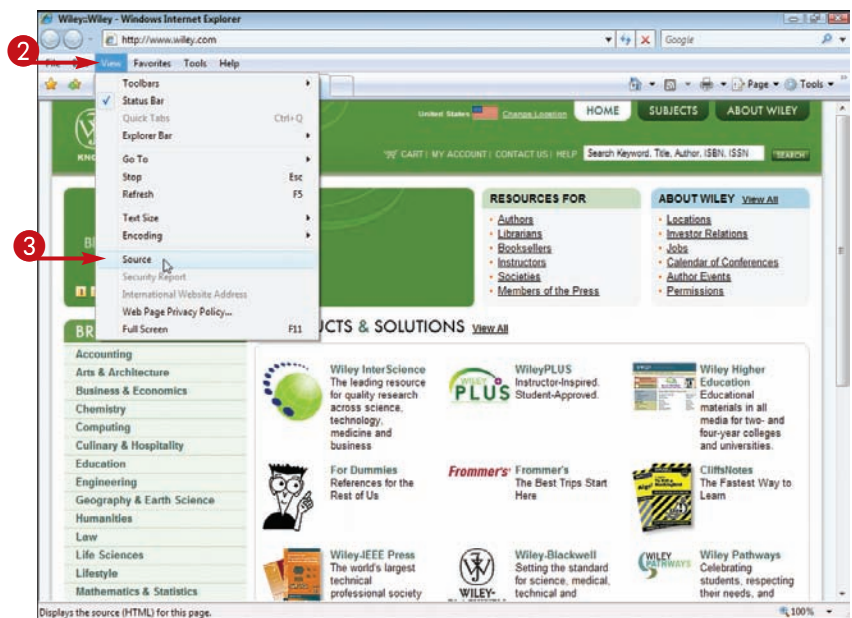 Wiley::Wiley - Windows Internet Explorer
http://www.wiley.com
Google
2
File
View Favorites Tools Help
Page Tools
Toolbars
Status Bar
Quick Tabs Ctrl+Q
Explorer Bar
Go To
Stop Esc
Refresh F5
Text Size
Encoding
3
Source
Security Report
International Website Address
Web Page Privacy Policy...
Full Screen F11
United States Change Location HOME SUBJECTS ABOUT WILEY
CART | MY ACCOUNT | CONTACT US | HELP Search Keyword, Title, Author, ISBN, ISSN SEARCH
RESOURCES FOR
• Authors
• Librarians
• Booksellers
• Instructors
• Societies
• Members of the Press
ABOUT WILEY View All
• Locations
• Investor Relations
• Jobs
• Calendar of Conferences
• Author Events
• Permissions
BR
Accounting
Arts & Architecture
Business & Economics
Chemistry
Computing
Culinary & Hospitality
Education
Engineering
Geography & Earth Science
Humanities
Law
Life Sciences
Lifestyle
Mathematics & Statistics
UCTS & SOLUTIONS View All
Wiley InterScience
The leading resource
for quality research
across science,
technology,
medicine and
business
WILEY PLUS
WileyPLUS
Instructor-Inspired.
Student-Approved.
Wiley Higher
Education
Educational
materials in all
media for two- and
four-year colleges
and universities.
For Dummies
References for the
Rest of Us
Frommer's
Frommer's
The Best Trips Start
Here
CliffsNotes
The Fastest Way to
Learn
Wiley-IEEE Press
The world's largest
technical
professional society
WILEY-
Wiley-Blackwell
Setting the standard
for science, medical,
technical and
WILEY
PATHWAYS
Wiley Pathways
Celebrating
students, respecting
their needs, and
Displays the source (HTML) for this page.
100%